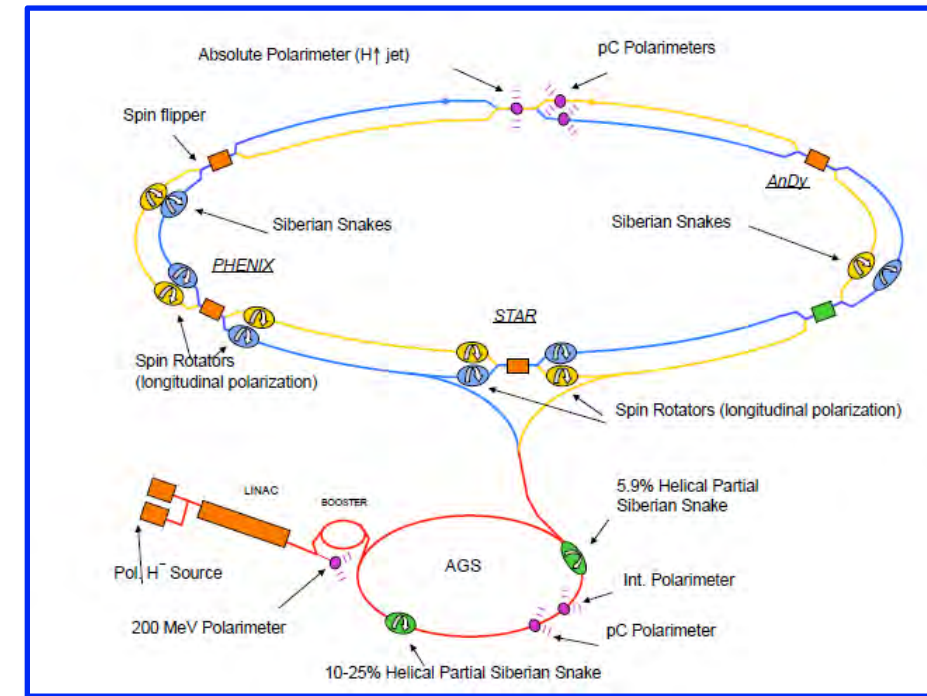 Absolute Polarimeter (H↑ jet)
pC Polarimeters
Spin flipper
AnDy
Siberian Snakes
Siberian Snakes
PHENIX
STAR
Spin Rotators
(longitudinal polarization)
Spin Rotators (longitudinal polarization)
LINAC
BOOSTER
5.9% Helical Partial
Siberian Snake
AGS
Pol. H⁻ Source
Int. Polarimeter
200 MeV Polarimeter
pC Polarimeter
10-25% Helical Partial Siberian Snake